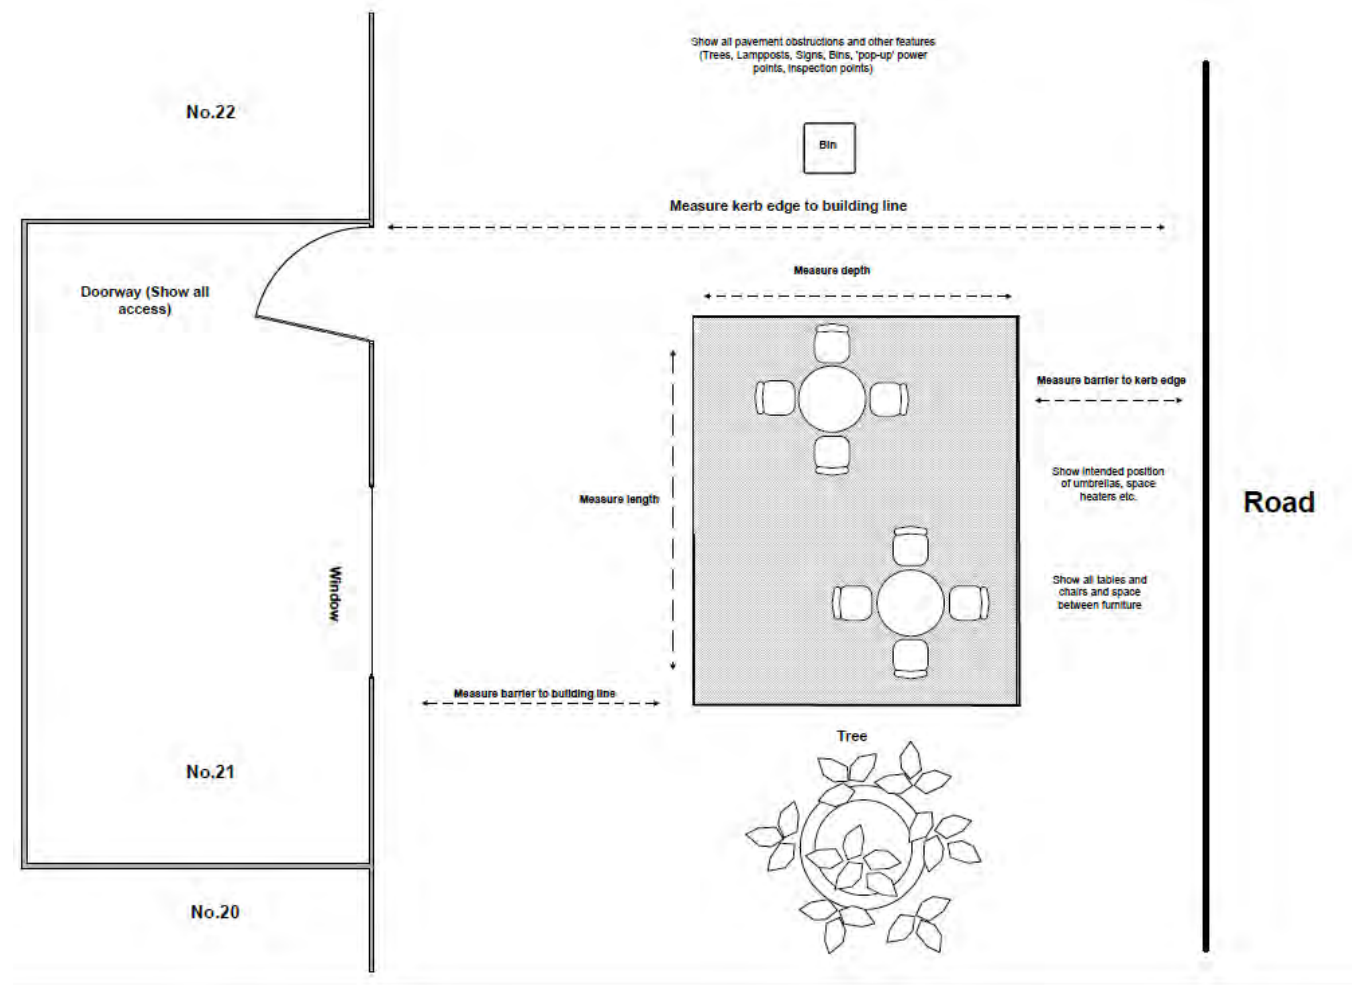 Show all pavement obstructions and other features
(Trees, Lampposts, Signs, Bins, 'pop-up' power
points, inspection points)
No.22
Bin
Measure kerb edge to building line
Measure depth
Doorway (Show all
access)
Measure barrier to kerb edge
Show intended position
of umbrellas, space
heaters etc.
Measure length
Road
Window
Show all tables and
chairs and space
between furniture
Measure barrier to building line
Tree
No.21
No.20